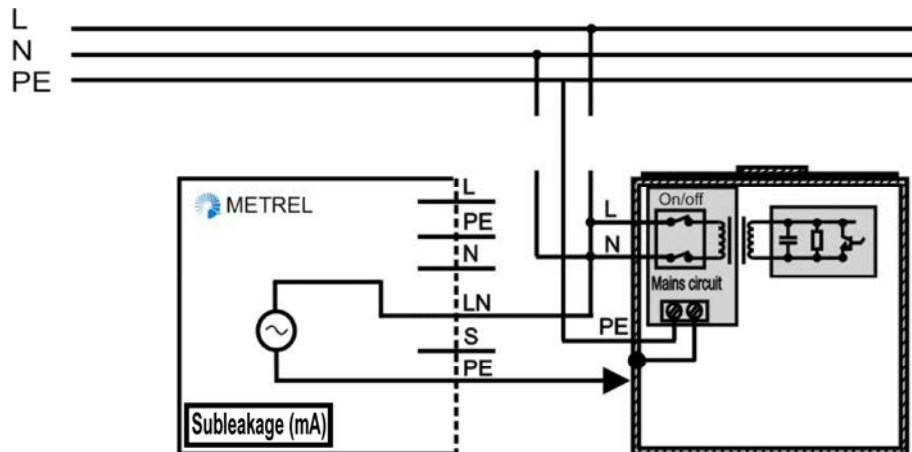 L
N
PE
METREL
L
PE
N
LN
S
PE
Subleakage (mA)
L
N
PE
On/off
Mains circuit